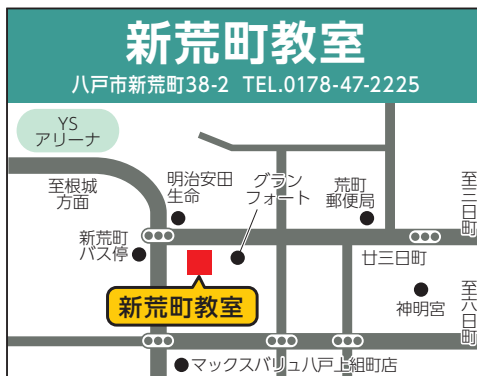 新荒町教室
八戸市新荒町38-2 TEL.0178-47-2225
YS
アリーナ
至根城
方面
明治安田
生命
グラン
フォート
荒町
郵便局
至三日町
新荒町
バス停
廿三日町
新荒町教室
神明宮
至六日町
マックスバリュ八戸上組町店